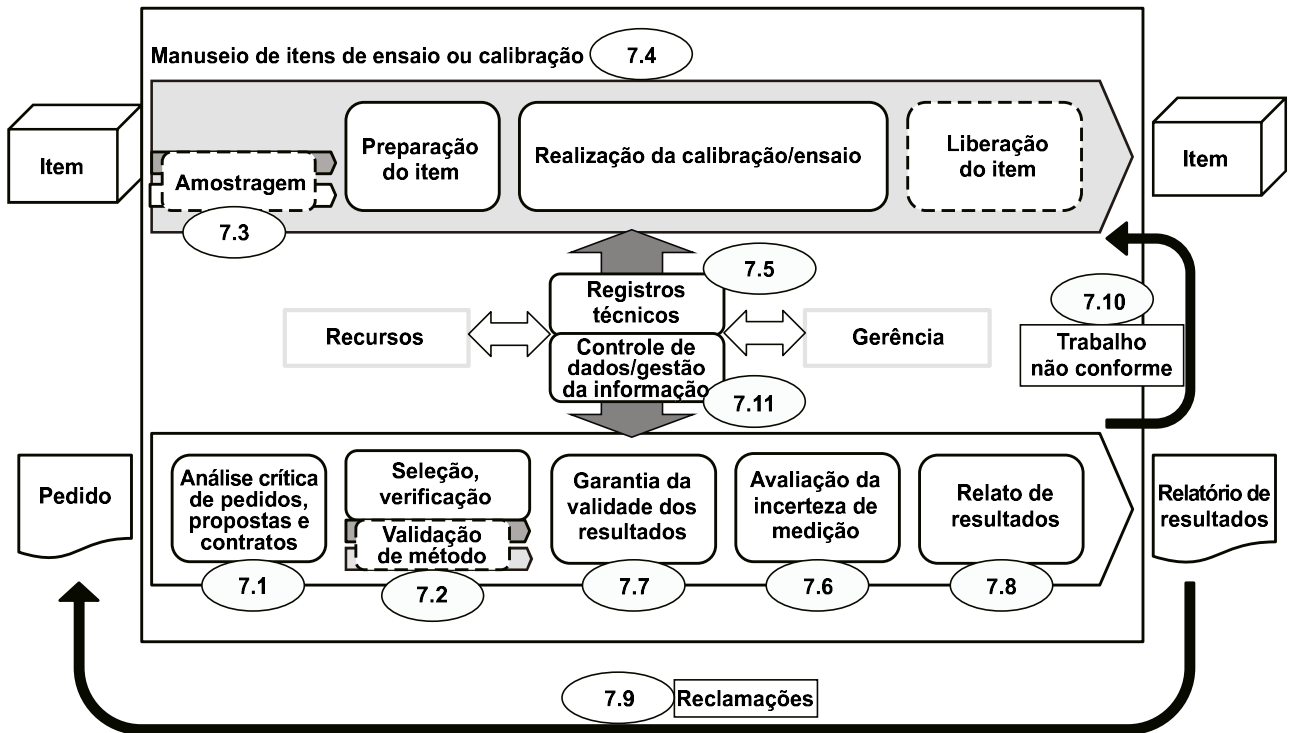 Manuseio de itens de ensaio ou calibração
7.4
Item
Amostragem
7.3
Preparação
do item
Realização da calibração/ensaio
Liberação
do item
Item
7.5
Registros
técnicos
Recursos
Gerência
Controle de
dados/gestão
da informação
7.11
7.10
Trabalho
não conforme
Pedido
Análise crítica
de pedidos,
propostas e
contratos
7.1
Seleção,
verificação
Validação
de método
7.2
Garantia da
validade dos
resultados
7.7
Avaliação da
incerteza de
medição
7.6
Relato de
resultados
7.8
Relatório de
resultados
7.9
Reclamações